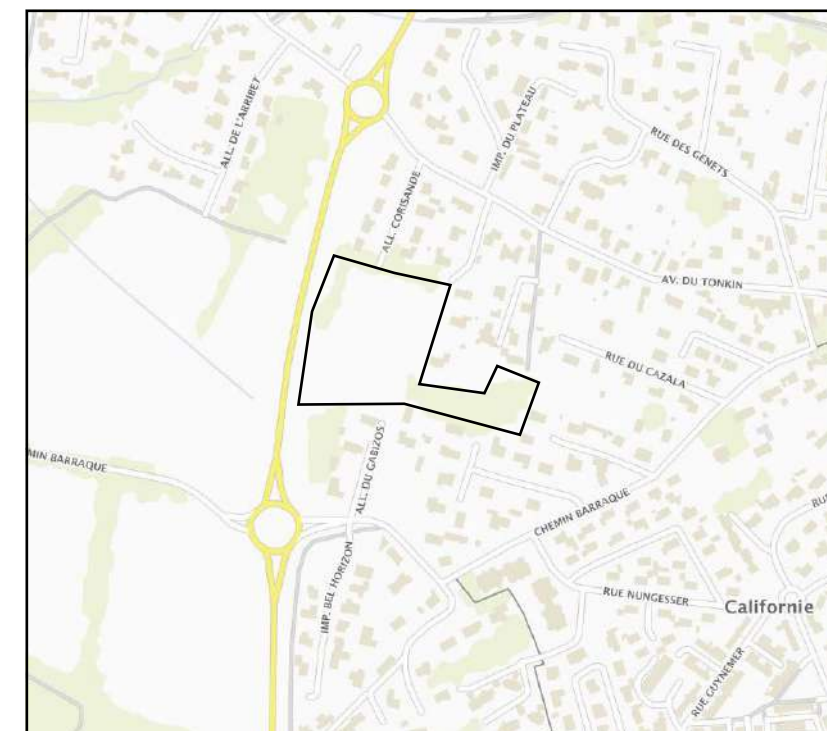 ALL. DE L'ARRIBET
IMP. DU PLATEAU
RUE DES GENETS
ALL. CORISANDE
AV. DU TONKIN
RUE DU CAZALA
MIN BARRAQUE
ALL. DU GABIZOS
CHEMIN BARRAQUE
RU
IMP. BEL HORIZON
RUE NUNGESSER
Californie
RUE GUYNEMER